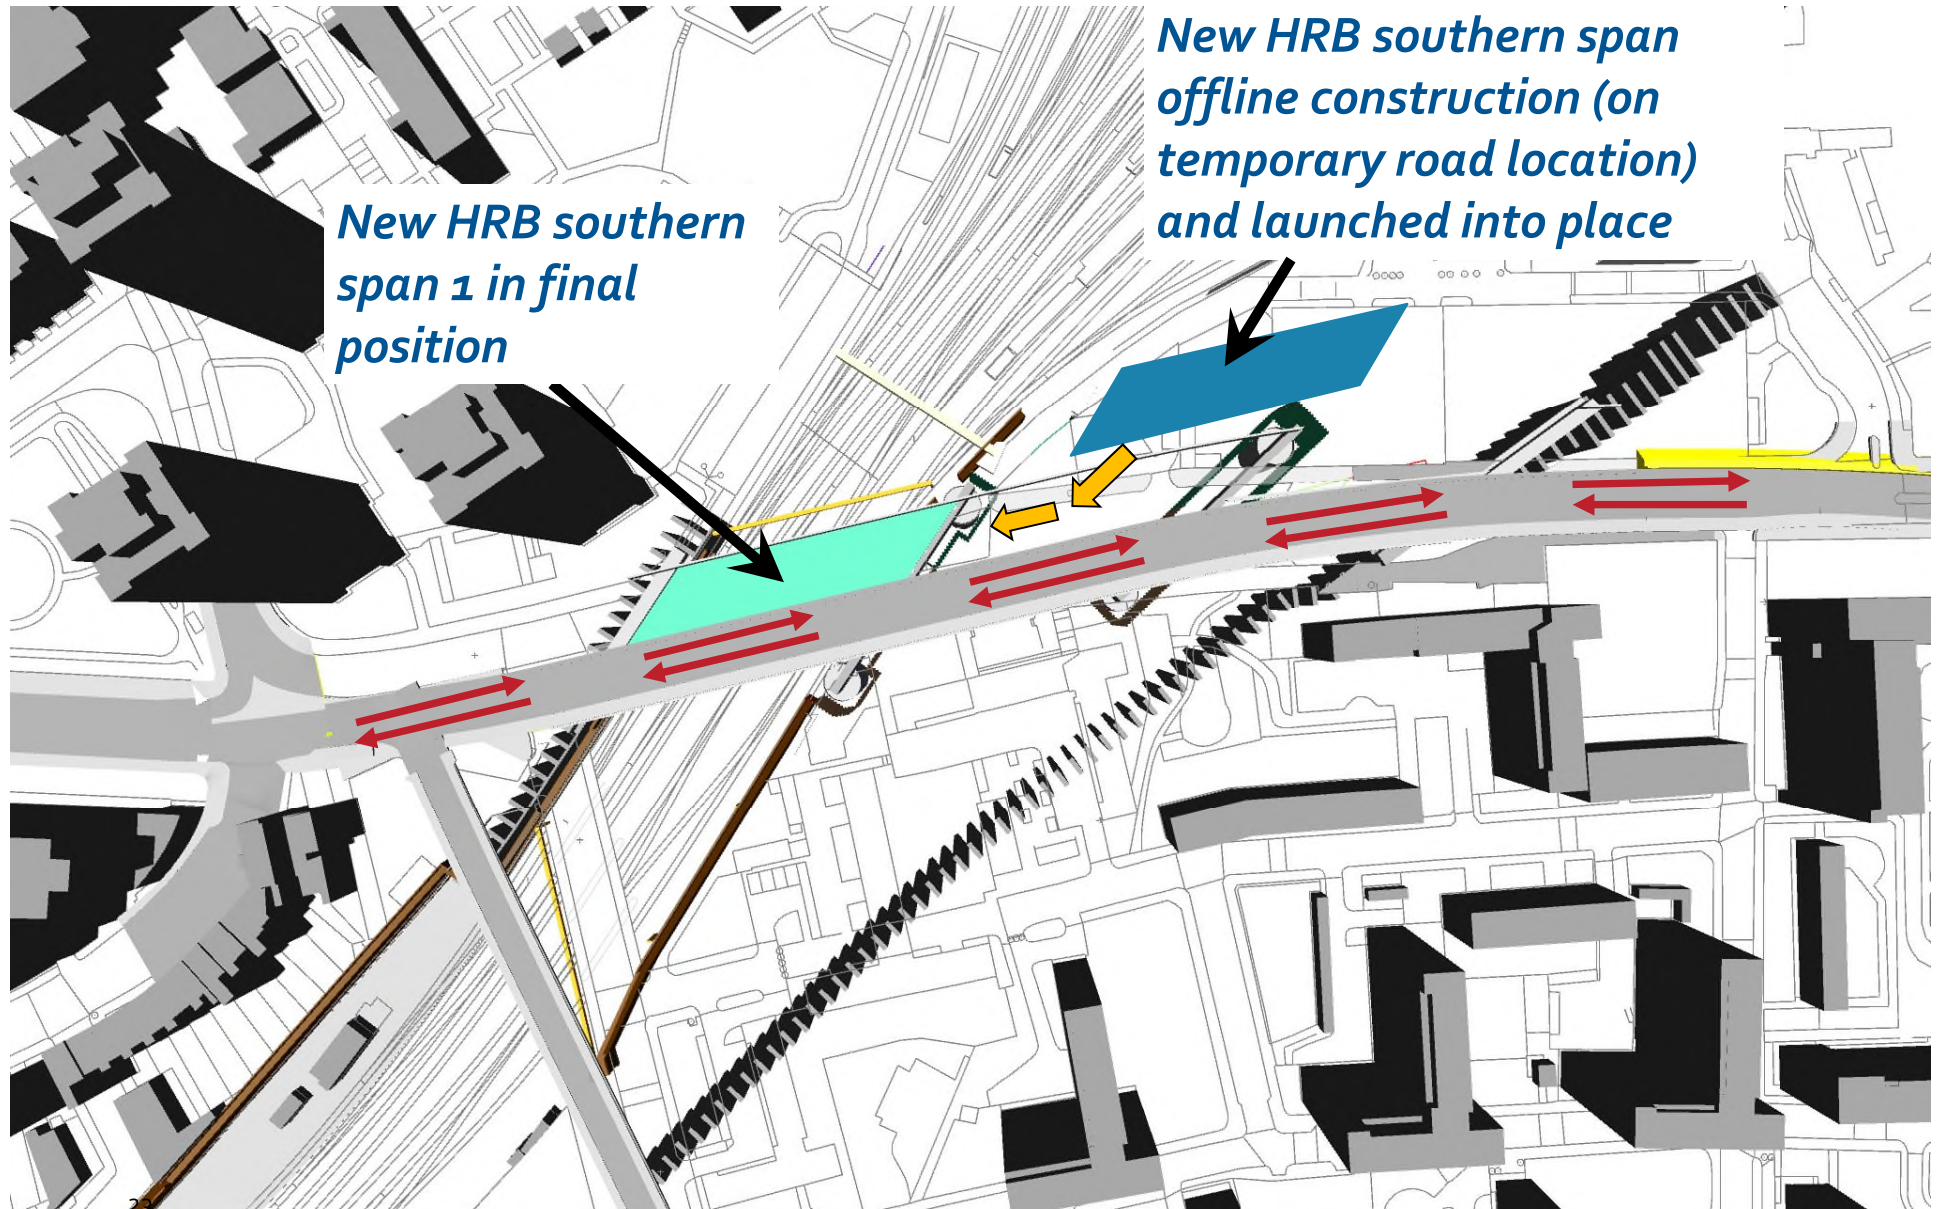 New HRB southern span
offline construction (on
temporary road location)
and launched into place
New HRB southern
span 1 in final
position